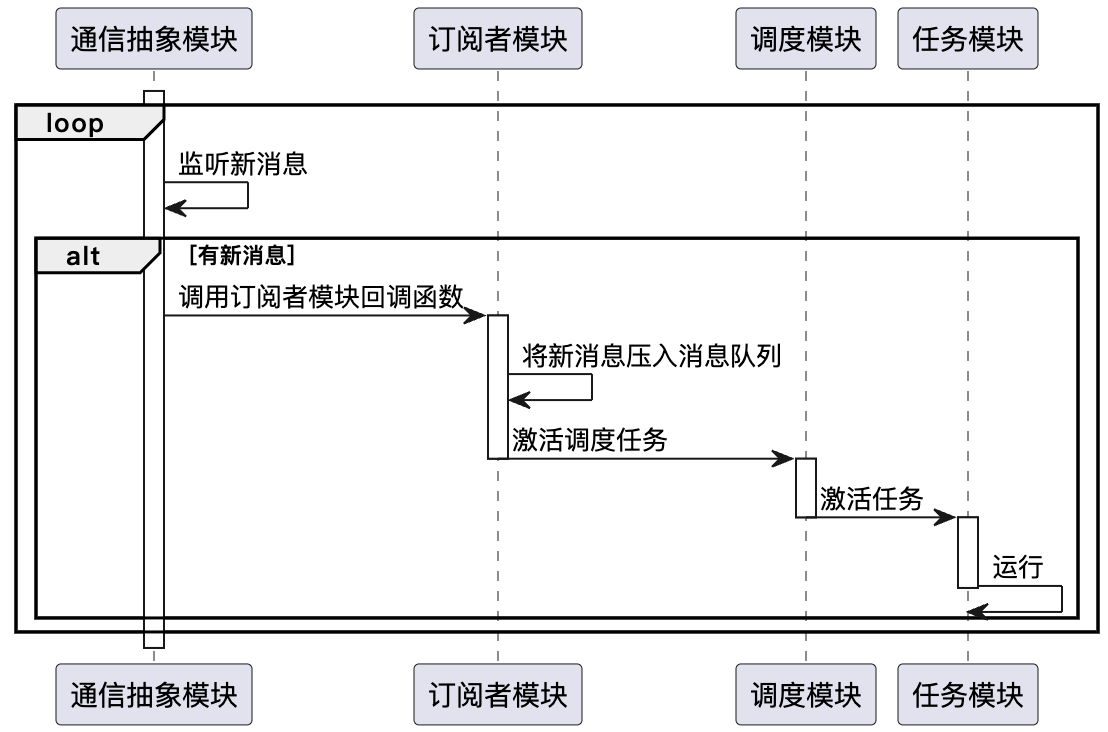 通信抽象模块 订阅者模块 调度模块 任务模块
loop
监听新消息
alt [有新消息]
调用订阅者模块回调函数
将新消息压入消息队列
激活调度任务
激活任务
运行
通信抽象模块 订阅者模块 调度模块 任务模块